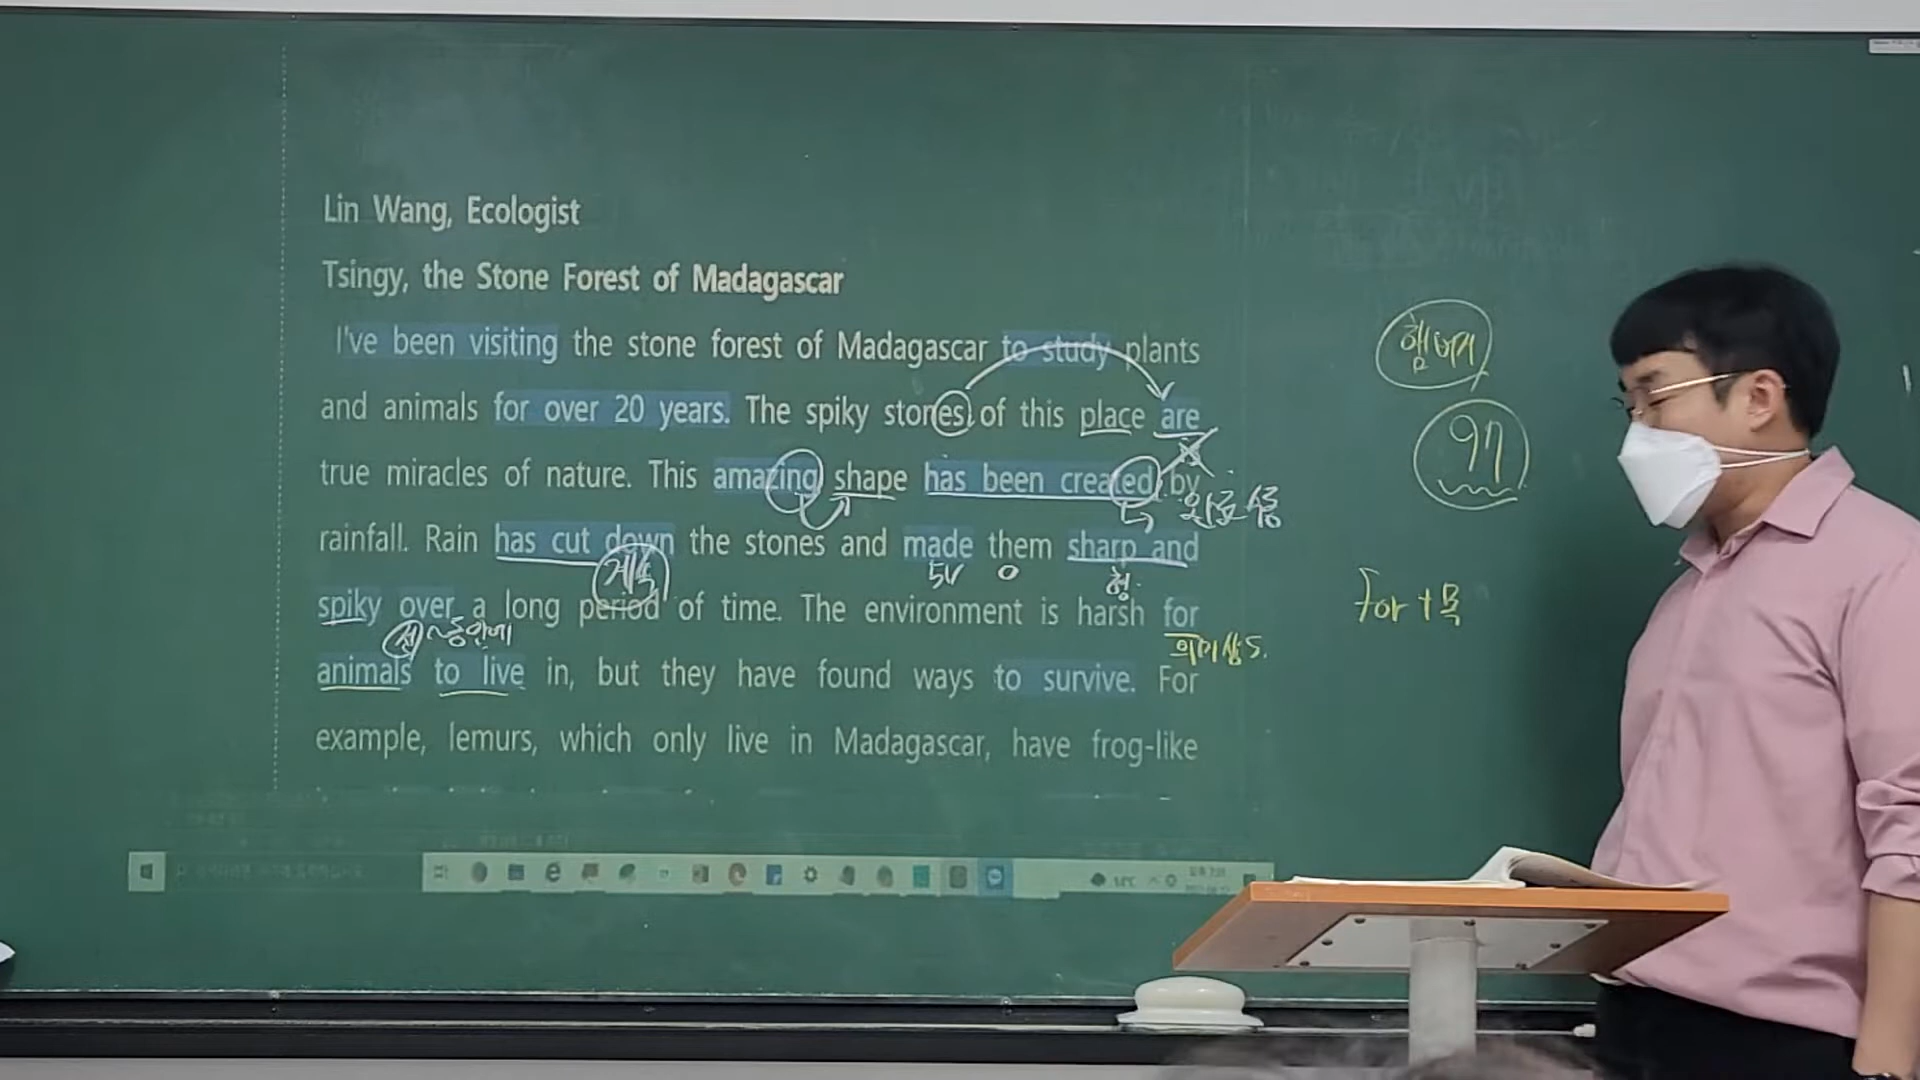 Lin Wang, Ecologist
Tsingy, the Stone Forest of Madagascar
I've been visiting the stone forest of Madagascar to study plants
and animals for over 20 years. The spiky stones of this place are
true miracles of nature. This amazing shape has been created by
rainfall. Rain has cut down the stones and made them sharp and
계속
5V O 형.
spiky over a long period of time. The environment is harsh for
전 ~동안에
의미상S.
animals to live in, but they have found ways to survive. For
example, lemurs, which only live in Madagascar, have frog-like
for+목